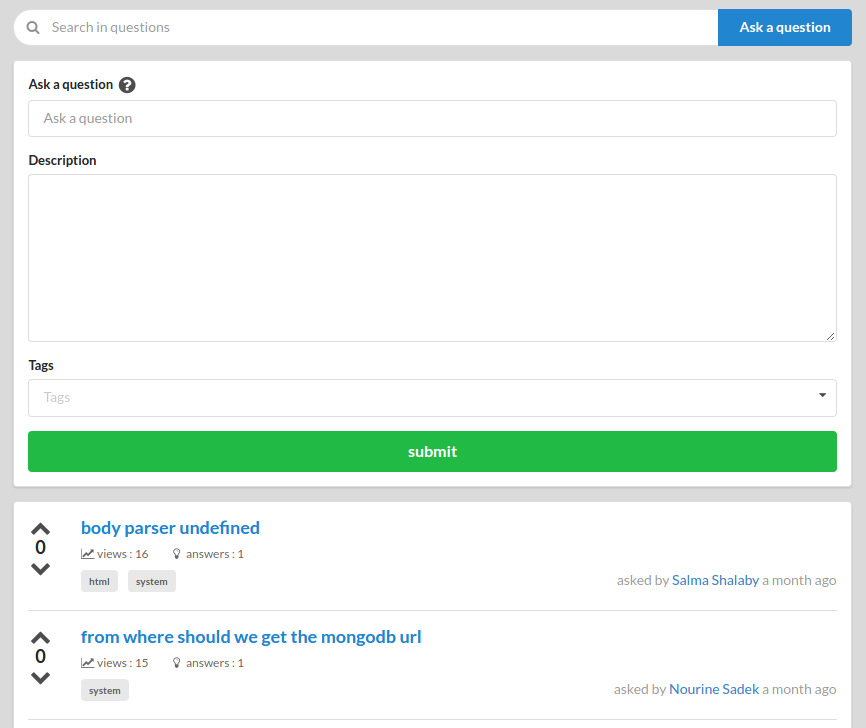 Search in questions Ask a question
Ask a question ?
Ask a question
Description
Tags
Tags
submit
body parser undefined
0
views : 16 answers : 1
html system asked by Salma Shalaby a month ago
from where should we get the mongodb url
0
views : 15 answers : 1
system asked by Nourine Sadek a month ago